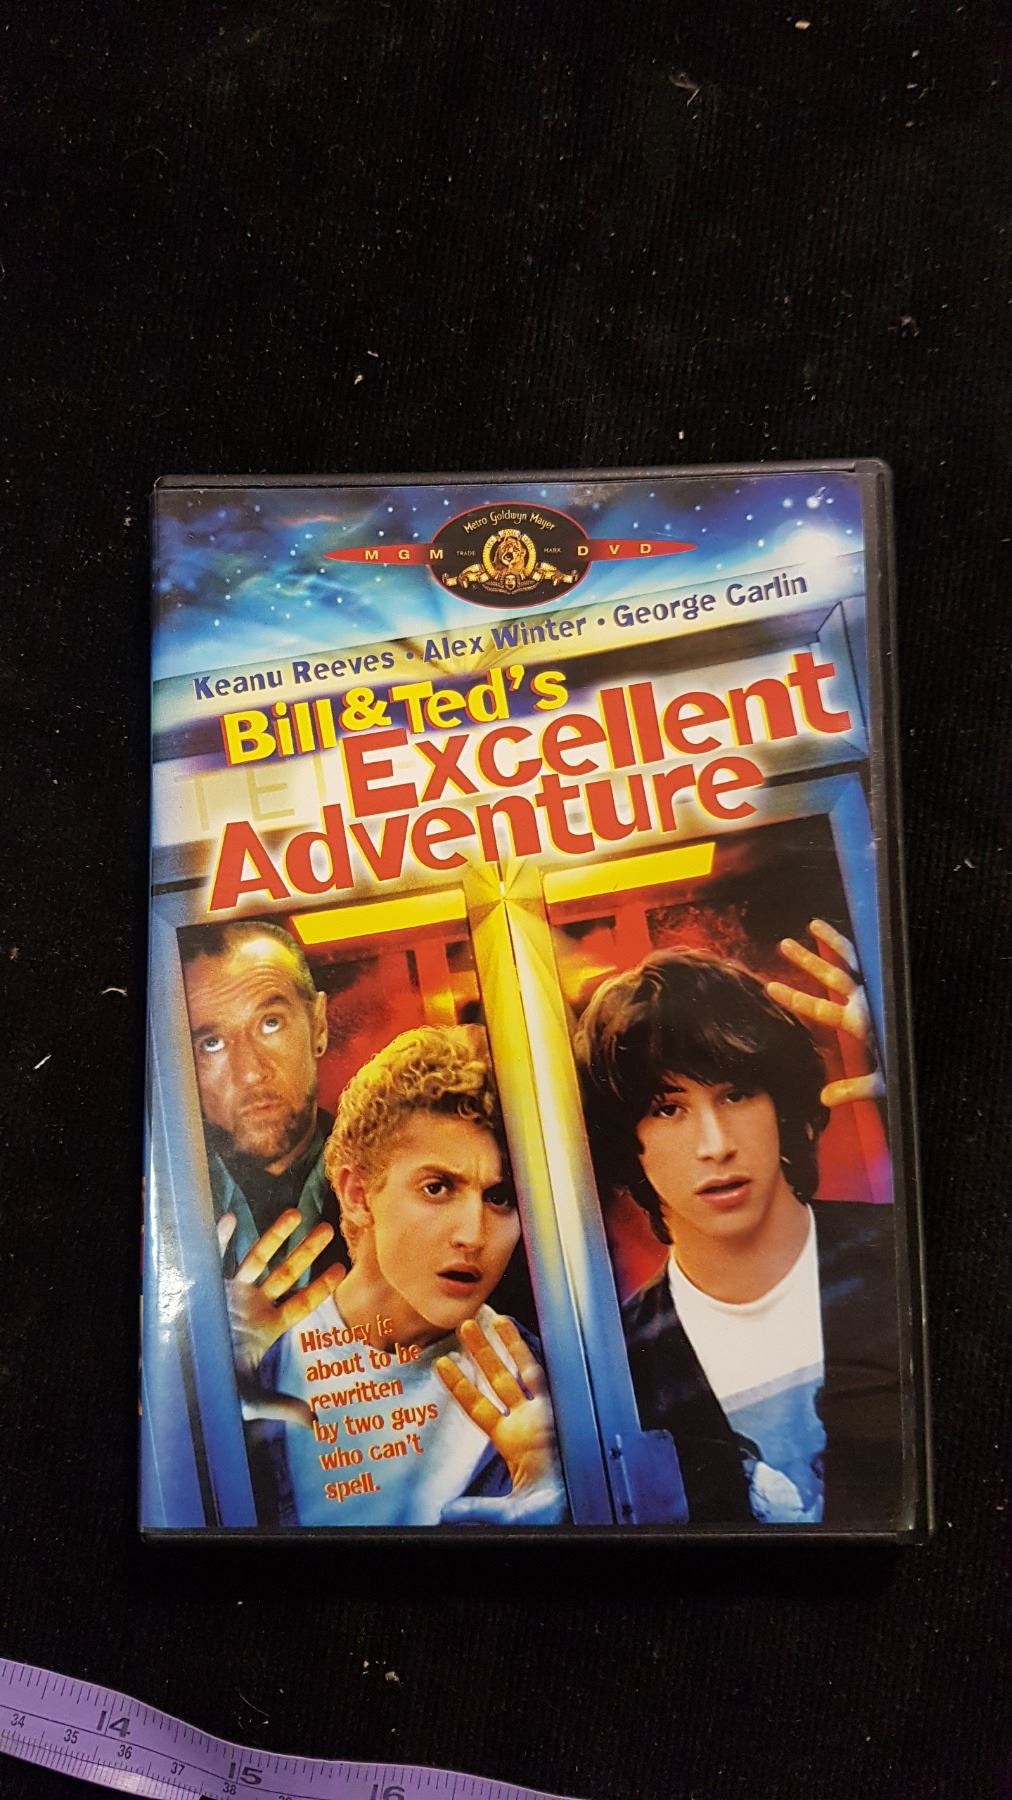 Metro Goldwyn Mayer
MGM TRADE MARK DVD
Keanu Reeves • Alex Winter • George Carlin
Bill & Ted's
Excellent
Adventure
History is
about to be
rewritten
by two guys
who can't
spell.
14 15 16
34 35 36 37 38